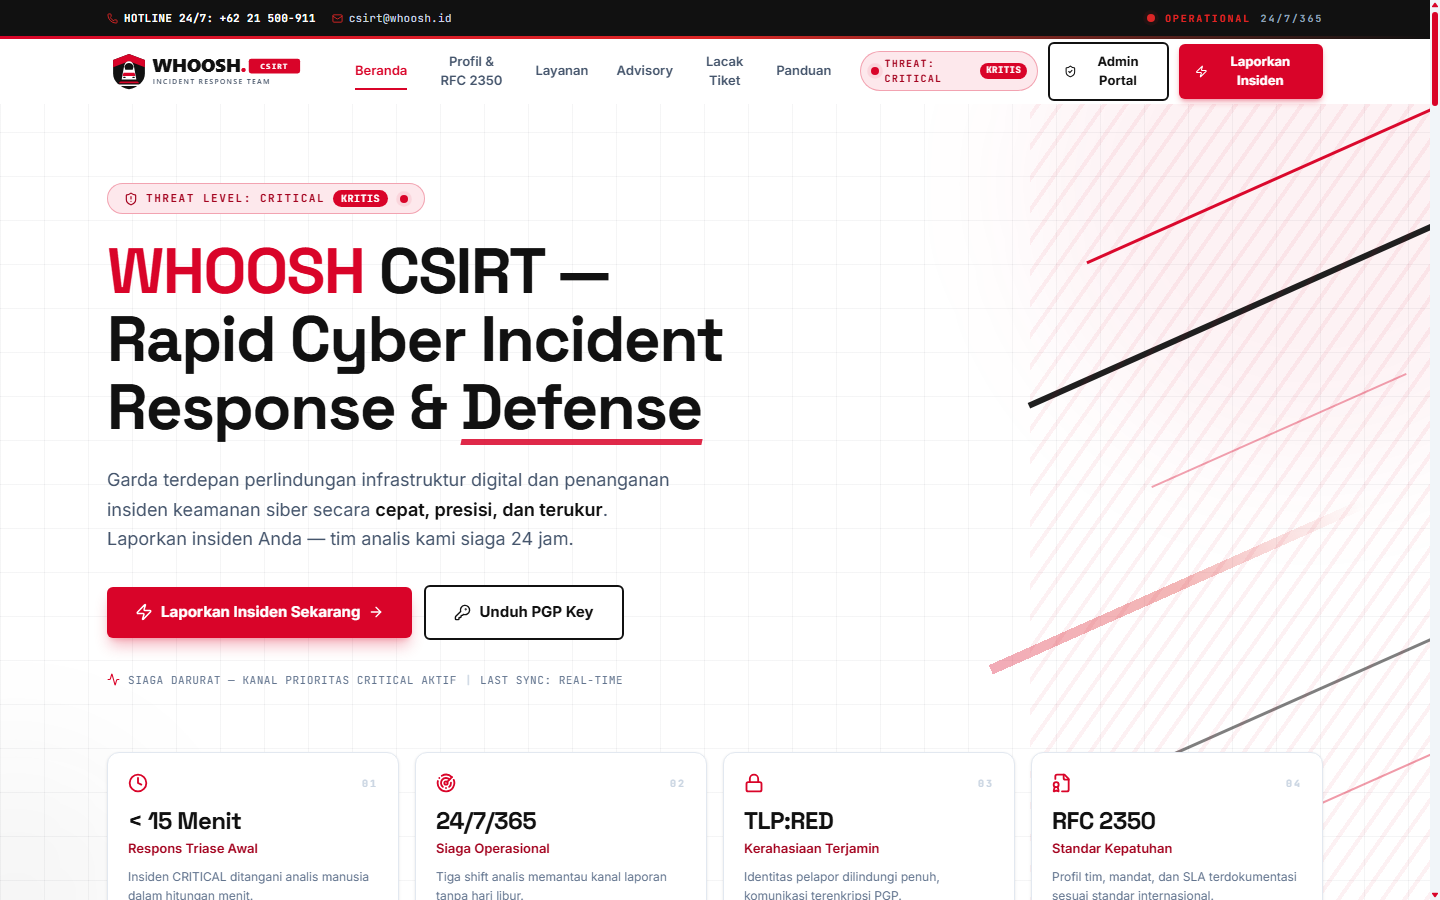 HOTLINE 24/7: +62 21 500-911
csirt@whoosh.id
OPERATIONAL 24/7/365
WHOOSH. CSIRT
INCIDENT RESPONSE TEAM
Beranda
Profil &
RFC 2350
Layanan
Advisory
Lacak
Tiket
Panduan
THREAT:
CRITICAL
KRITIS
Admin
Portal
Laporkan
Insiden
THREAT LEVEL: CRITICAL KRITIS
WHOOSH CSIRT —
Rapid Cyber Incident
Response & Defense
Garda terdepan perlindungan infrastruktur digital dan penanganan
insiden keamanan siber secara cepat, presisi, dan terukur.
Laporkan insiden Anda — tim analis kami siaga 24 jam.
Laporkan Insiden Sekarang →
Unduh PGP Key
SIAGA DARURAT — KANAL PRIORITAS CRITICAL AKTIF | LAST SYNC: REAL-TIME
01
< 15 Menit
Respons Triase Awal
Insiden CRITICAL ditangani analis manusia
dalam hitungan menit.
02
24/7/365
Siaga Operasional
Tiga shift analis memantau kanal laporan
tanpa hari libur.
03
TLP:RED
Kerahasiaan Terjamin
Identitas pelapor dilindungi penuh,
komunikasi terenkripsi PGP.
04
RFC 2350
Standar Kepatuhan
Profil tim, mandat, dan SLA terdokumentasi
sesuai standar internasional.